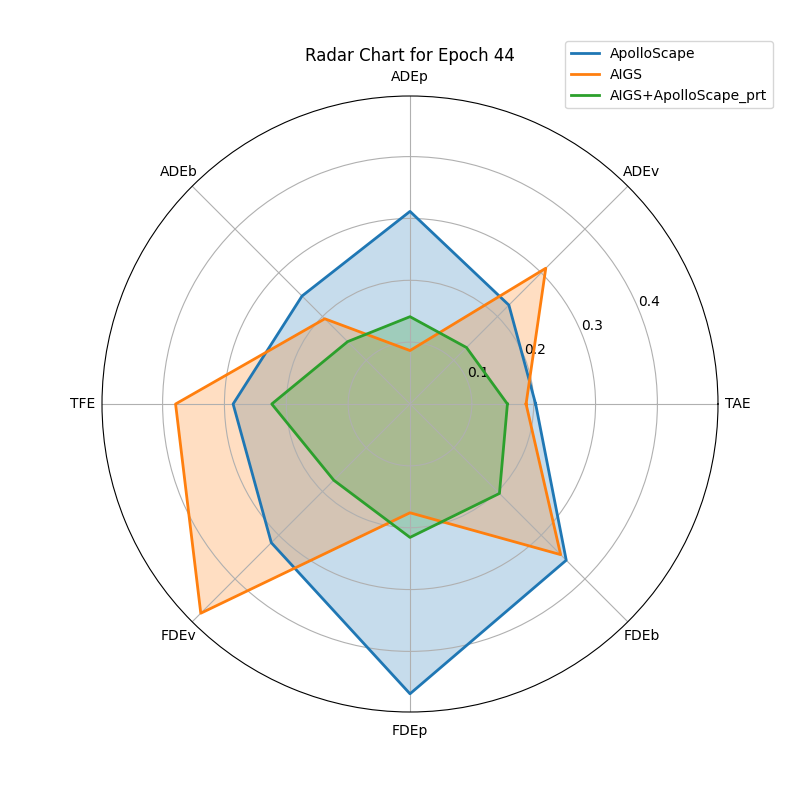 Radar Chart for Epoch 44
ApolloScape
AIGS
AIGS+ApolloScape_prt
ADEp
ADEb
ADEv
0.4
0.3
0.2
0.1
TFE
TAE
FDEv
FDEb
FDEp